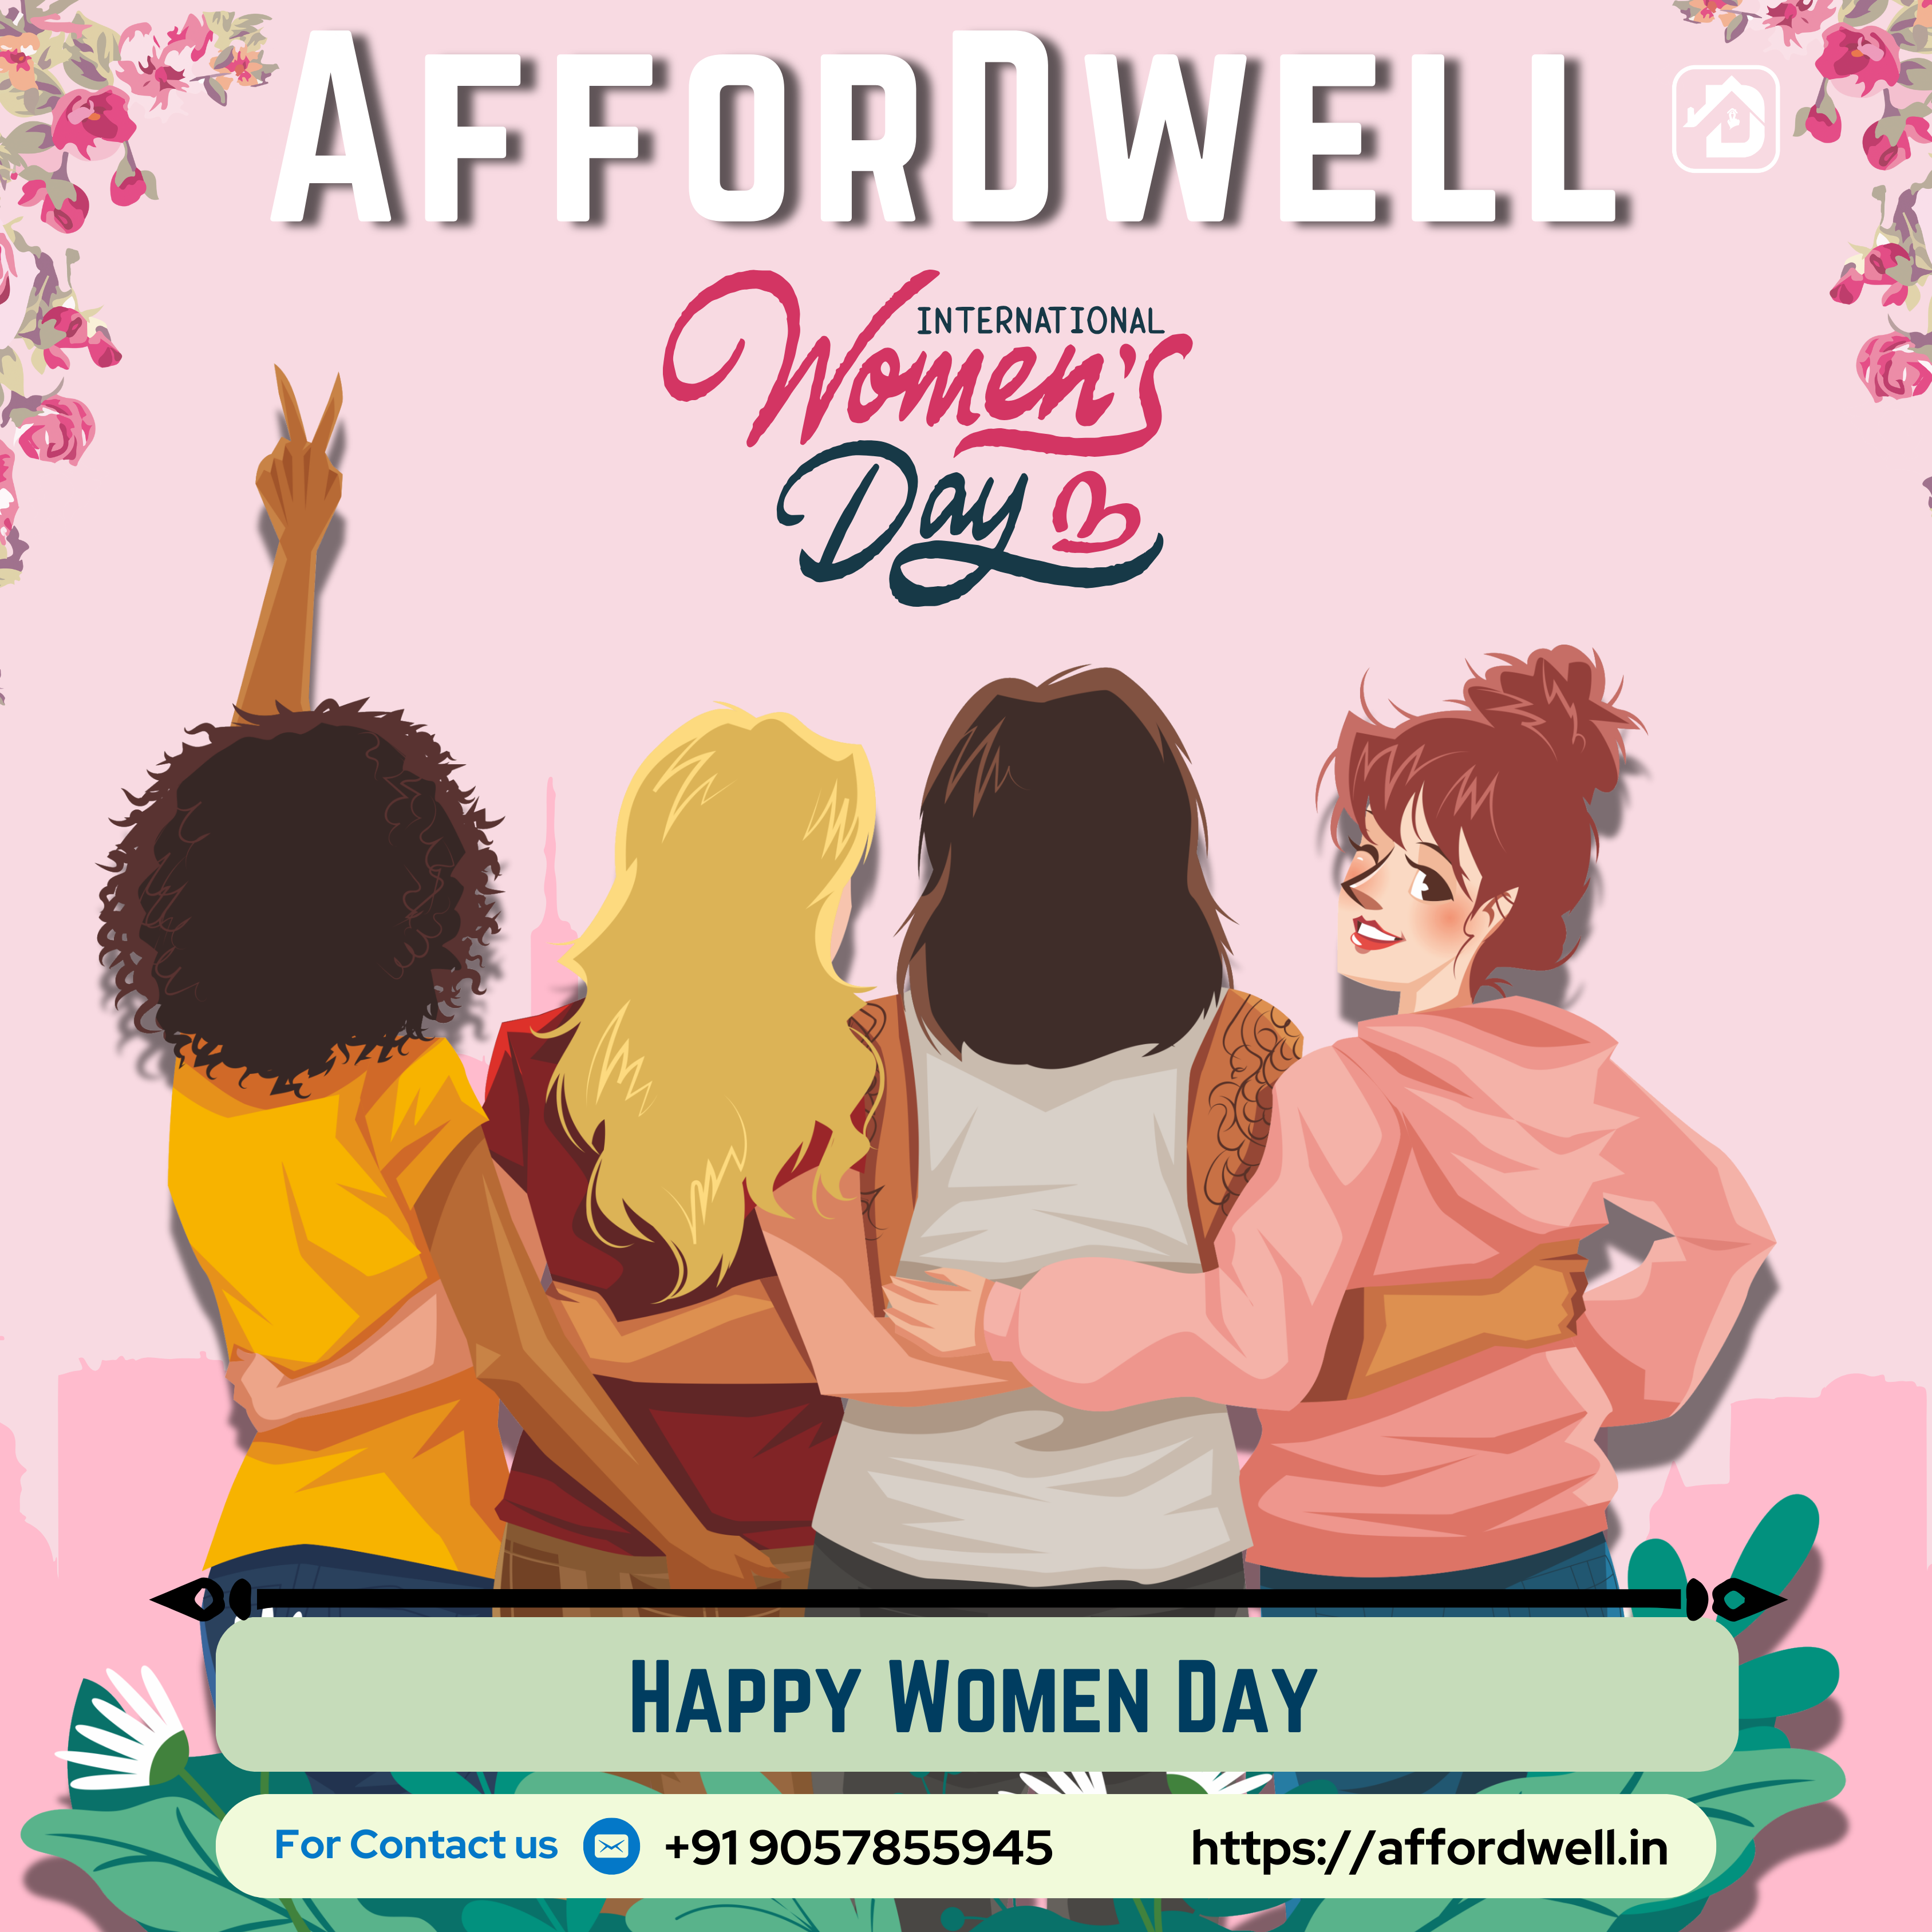 AFFORDWELL
INTERNATIONAL
Women's
Day
HAPPY WOMEN DAY
For Contact us +91 9057855945 https://affordwell.in